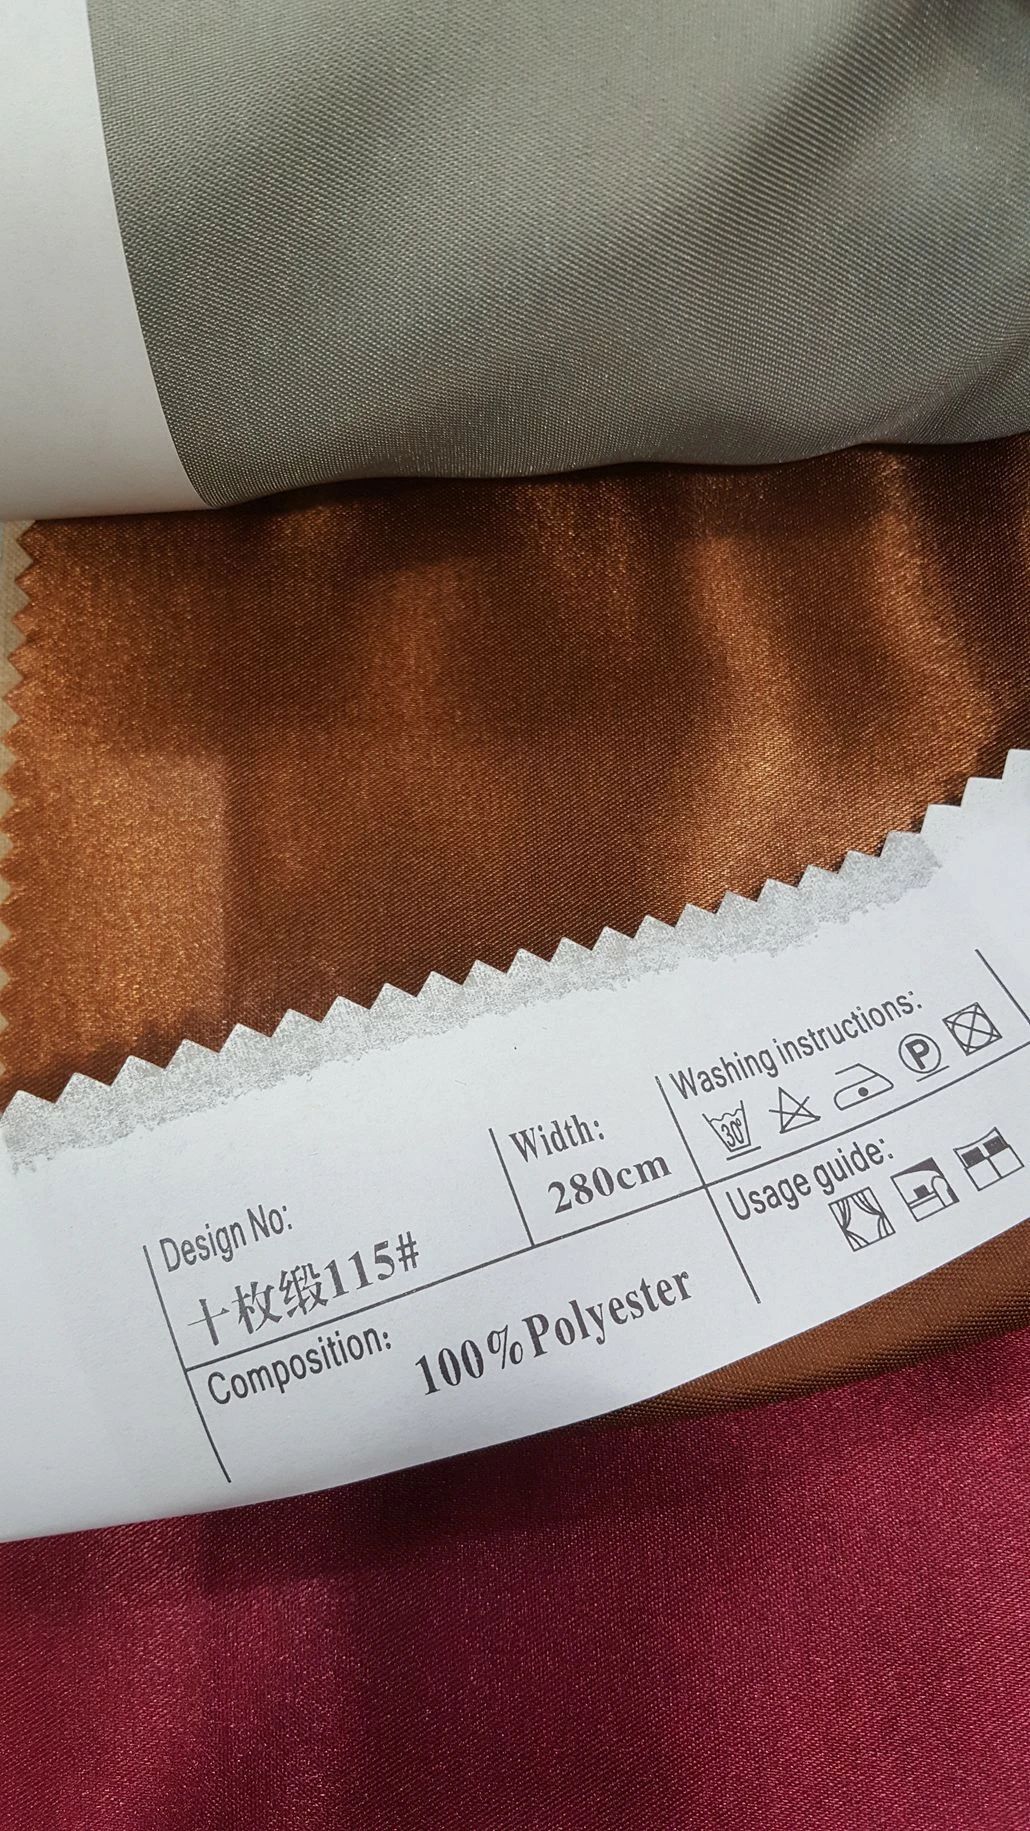 Design No:
十枚缎115#
Width:
280cm
Washing instructions:
30°
P
Composition:
100%Polyester
Usage guide: